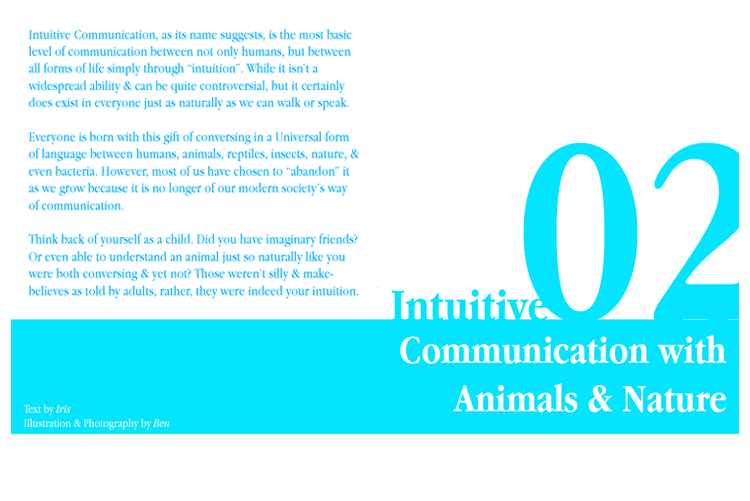 Intuitive Communication, as its name suggests, is the most basic
level of communication between not only humans, but between
all forms of life simply through “intuition”. While it isn’t a
widespread ability & can be quite controversial, but it certainly
does exist in everyone just as naturally as we can walk or speak.
Everyone is born with this gift of conversing in a Universal form
of language between humans, animals, reptiles, insects, nature, &
even bacteria. However, most of us have chosen to “abandon” it
as we grow because it is no longer of our modern society’s way
of communication.
Think back of yourself as a child. Did you have imaginary friends?
Or even able to understand an animal just so naturally like you
were both conversing & yet not? Those weren’t silly & make-
believes as told by adults, rather, they were indeed your intuition.
02
Intuitive
Communication with
Animals & Nature
Text by Iris
Illustration & Photography by Ben